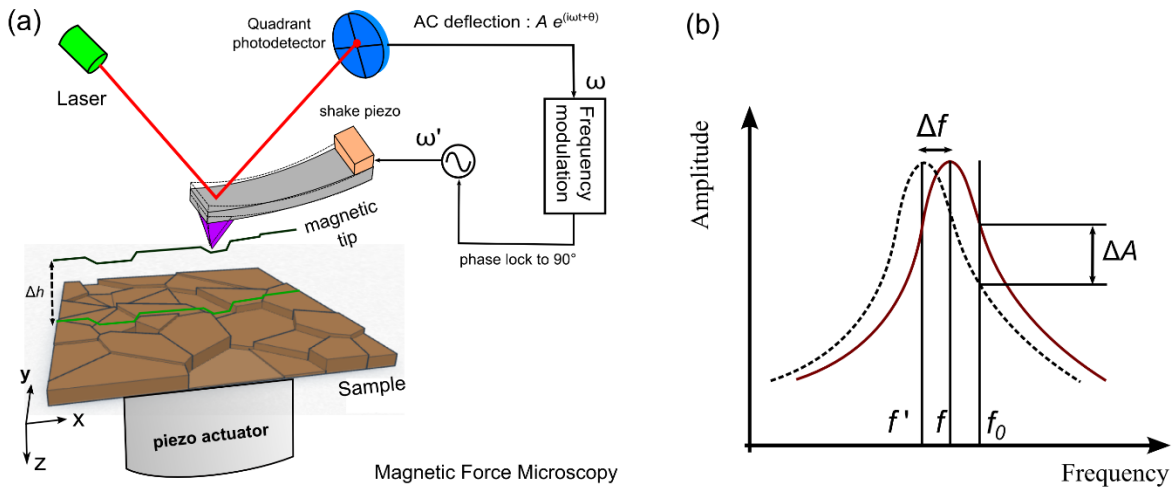 (a)
Quadrant
photodetector
AC deflection : A e^(iωt+θ)
Laser
shake piezo
ω'
ω
Frequency
modulation
magnetic
tip
phase lock to 90°
Δh
Sample
y
x
z
piezo actuator
Magnetic Force Microscopy
(b)
Amplitude
Δf
ΔA
f'
f
f₀
Frequency